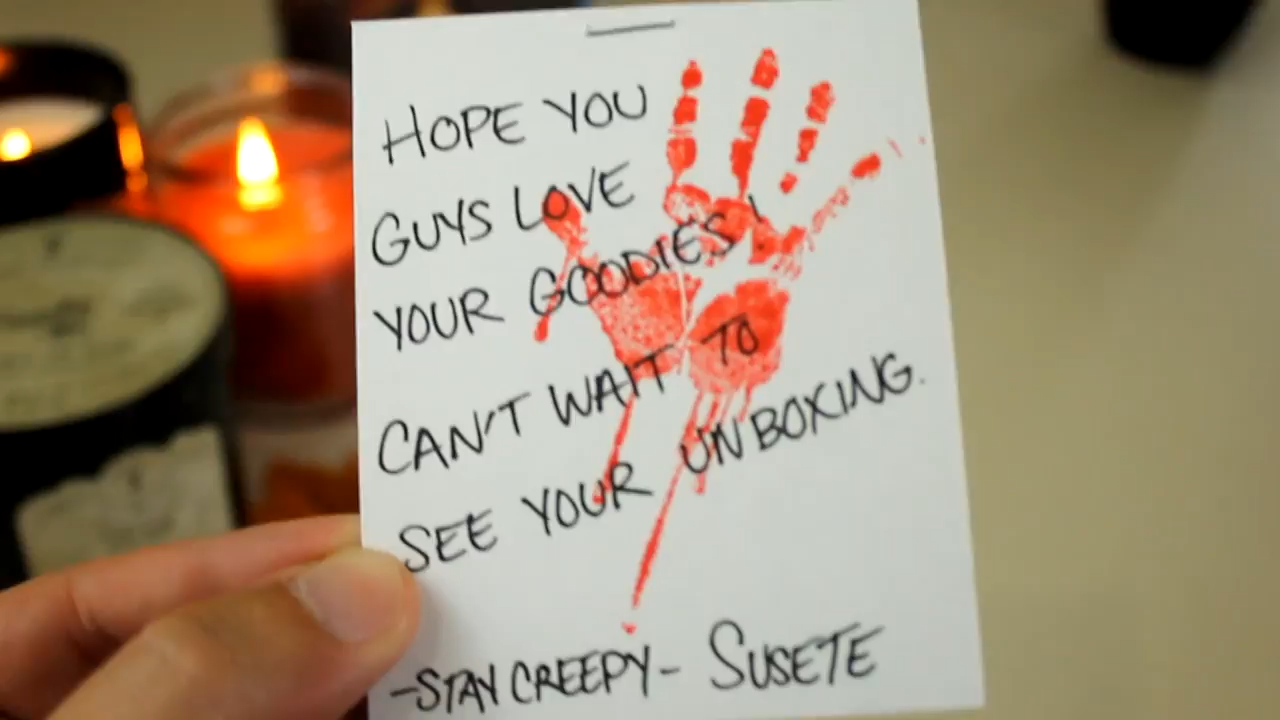 HOPE YOU
GUYS LOVE
YOUR GOODIES!
CAN'T WAIT TO
SEE YOUR UNBOXING.
-STAY CREEPY- SUSETE